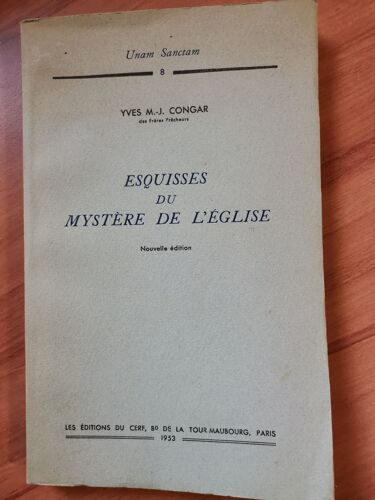 Unam Sanctam
8
YVES M.-J. CONGAR
des Frères Prêcheurs
ESQUISSES
DU
MYSTÈRE DE L'ÉGLISE
Nouvelle édition
LES ÉDITIONS DU CERF, BD DE LA TOUR-MAUBOURG, PARIS
1953